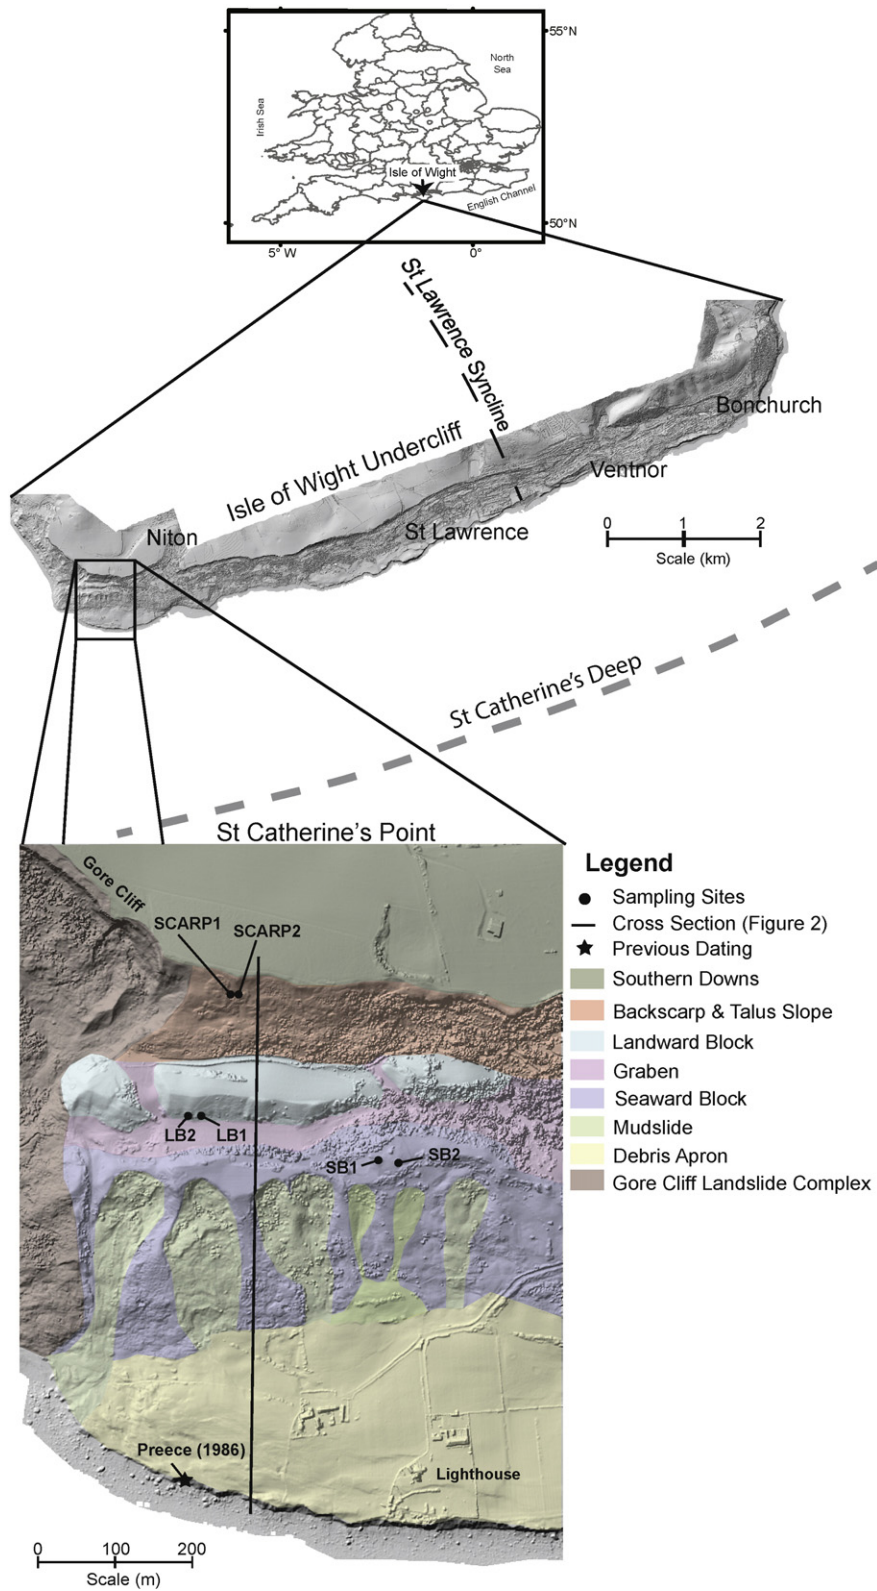 55°N
North
Sea
Irish Sea
Isle of Wight
English Channel
50°N
5° W
0°
St Lawrence Syncline
Bonchurch
Isle of Wight Undercliff
Ventnor
St Lawrence
Niton
0 1 2
Scale (km)
St Catherine's Deep
St Catherine's Point
Gore Cliff
SCARP1
SCARP2
LB2
LB1
SB1
SB2
Preece (1986)
Lighthouse
0 100 200
Scale (m)
Legend
Sampling Sites
Cross Section (Figure 2)
Previous Dating
Southern Downs
Backscarp & Talus Slope
Landward Block
Graben
Seaward Block
Mudslide
Debris Apron
Gore Cliff Landslide Complex